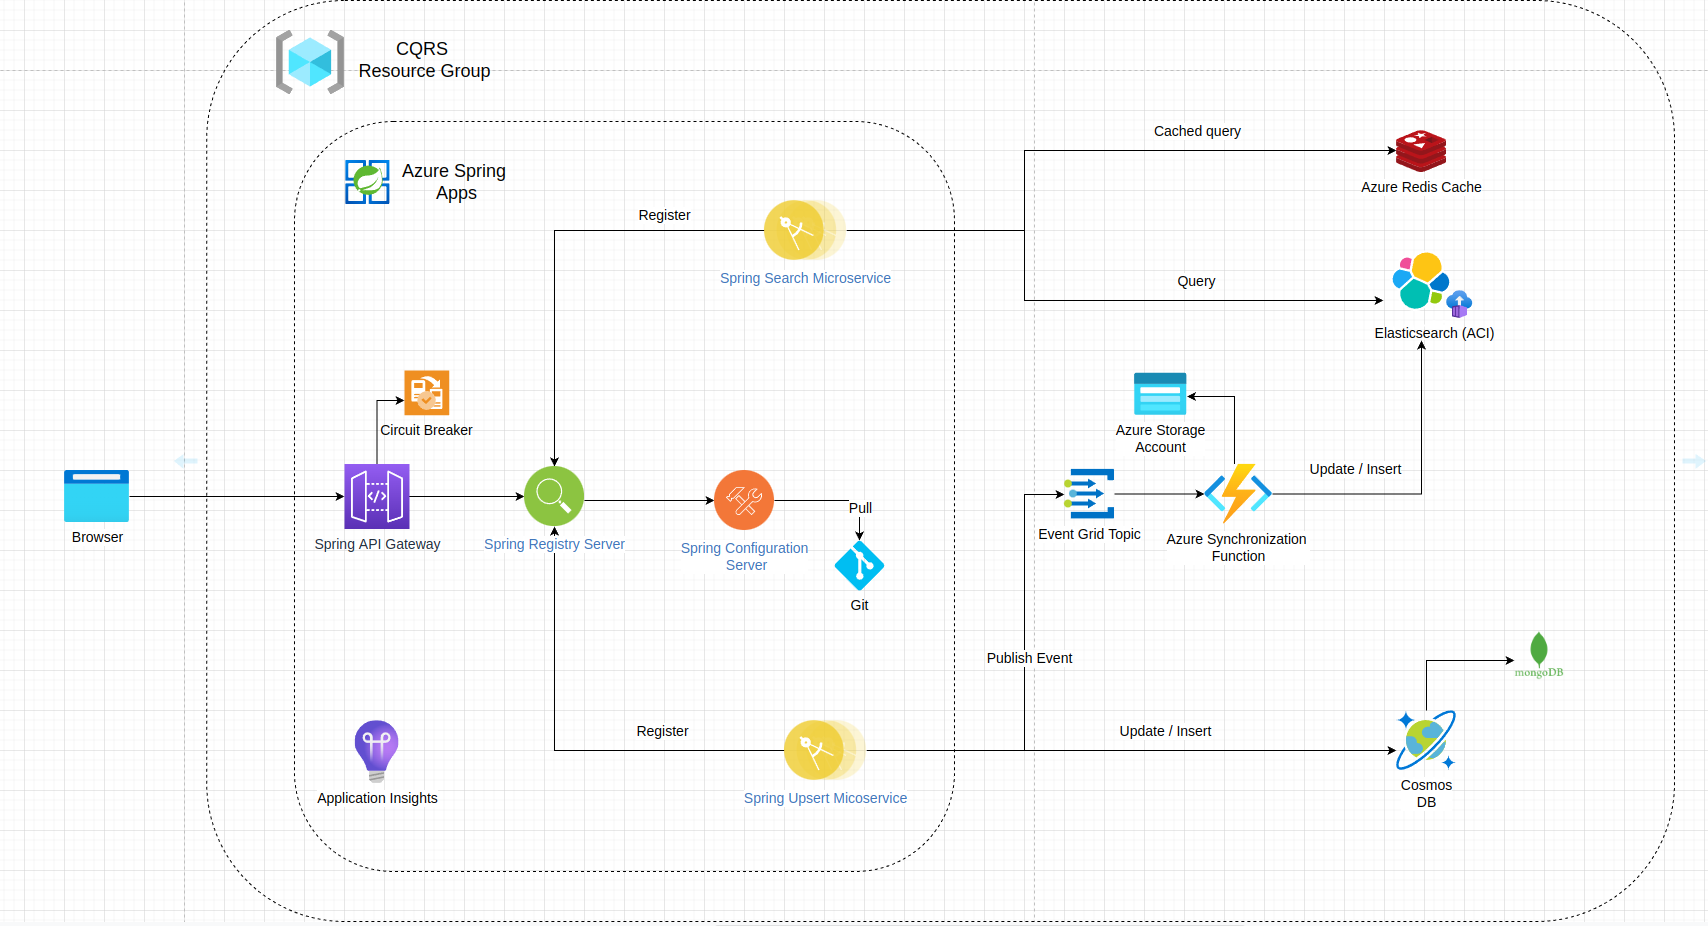 CQRS
Resource Group
Azure Spring
Apps
Cached query
Azure Redis Cache
Register
Spring Search Microservice
Query
Elasticsearch (ACI)
Circuit Breaker
Azure Storage
Account
Update / Insert
Browser
Spring API Gateway
Spring Registry Server
Spring Configuration
Server
Pull
Git
Event Grid Topic
Azure Synchronization
Function
Publish Event
mongoDB
Register
Update / Insert
Application Insights
Spring Upsert Micoservice
Cosmos
DB